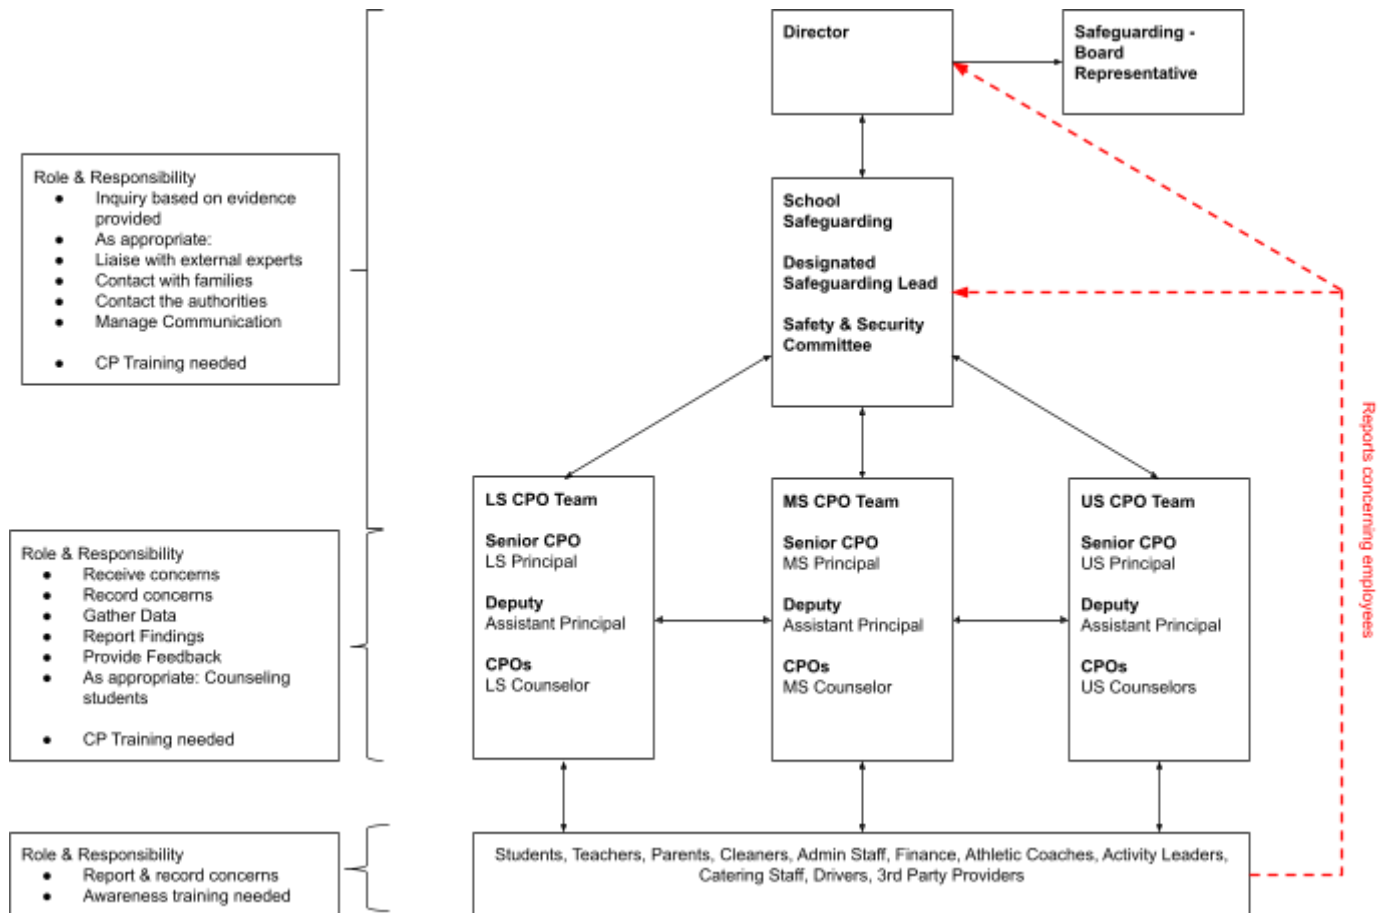 Director
Safeguarding -
Board
Representative
Role & Responsibility
● Inquiry based on evidence
provided
● As appropriate:
● Liaise with external experts
● Contact with families
● Contact the authorities
● Manage Communication
● CP Training needed
School
Safeguarding
Designated
Safeguarding Lead
Safety & Security
Committee
Reports concerning employees
Role & Responsibility
● Receive concerns
● Record concerns
● Gather Data
● Report Findings
● Provide Feedback
● As appropriate: Counseling
students
● CP Training needed
LS CPO Team
Senior CPO
LS Principal
Deputy
Assistant Principal
CPOs
LS Counselor
MS CPO Team
Senior CPO
MS Principal
Deputy
Assistant Principal
CPOs
MS Counselor
US CPO Team
Senior CPO
US Principal
Deputy
Assistant Principal
CPOs
US Counselors
Role & Responsibility
● Report & record concerns
● Awareness training needed
Students, Teachers, Parents, Cleaners, Admin Staff, Finance, Athletic Coaches, Activity Leaders,
Catering Staff, Drivers, 3rd Party Providers